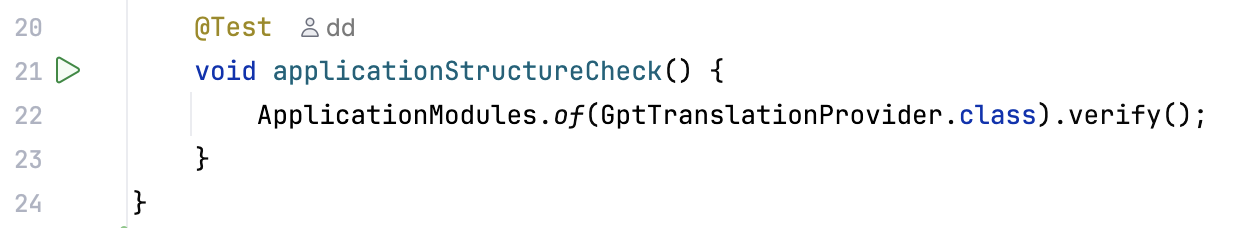 20 @Test dd
21 void applicationStructureCheck() {
22 ApplicationModules.of(GptTranslationProvider.class).verify();
23 }
24 }